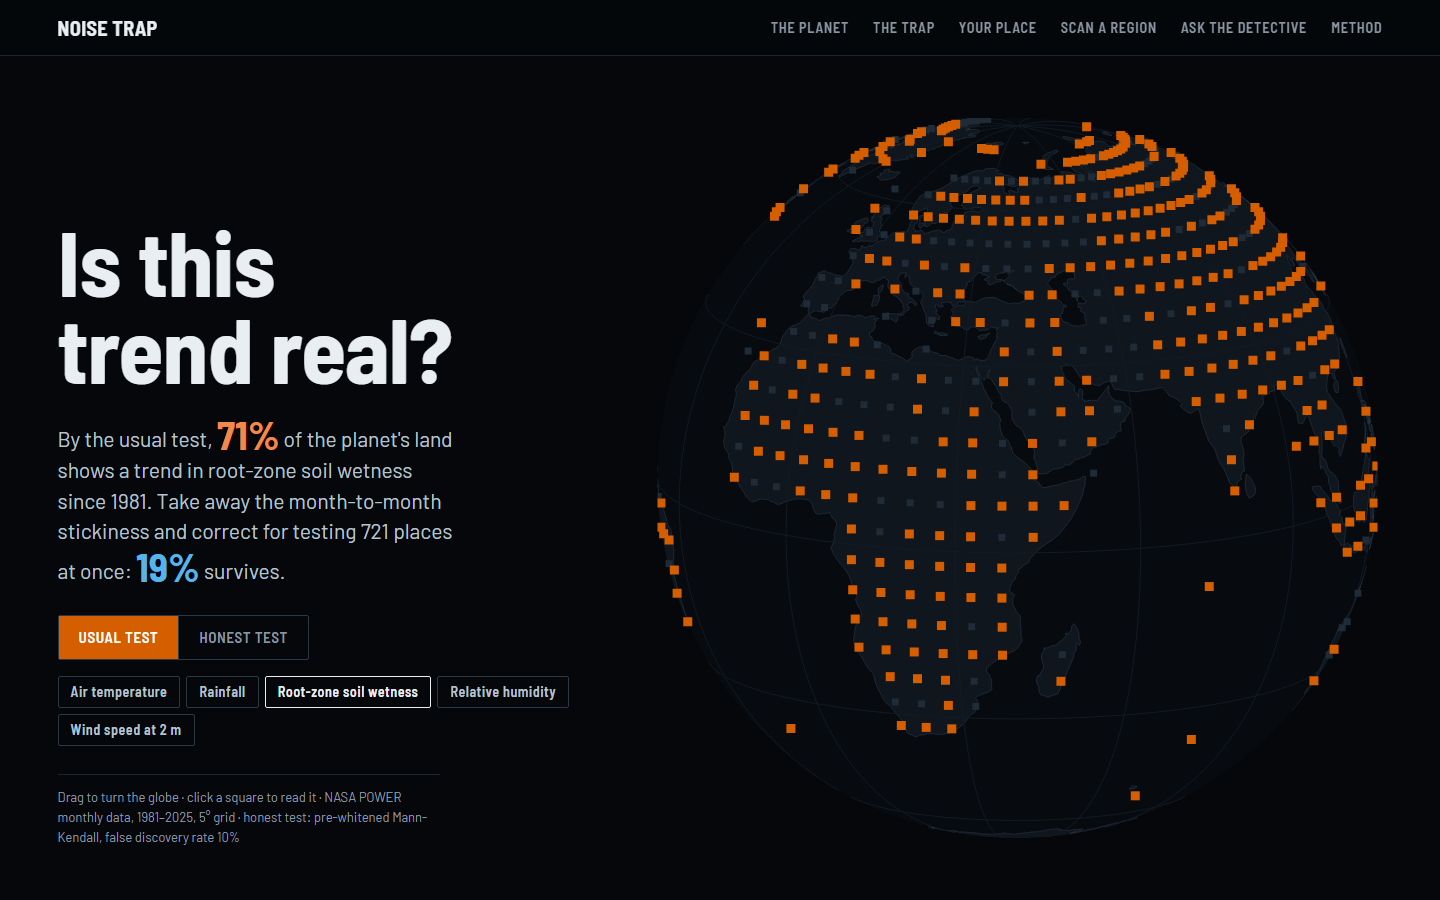 NOISE TRAP
THE PLANET THE TRAP YOUR PLACE SCAN A REGION ASK THE DETECTIVE METHOD
Is this
trend real?
By the usual test, 71% of the planet's land
shows a trend in root-zone soil wetness
since 1981. Take away the month-to-month
stickiness and correct for testing 721 places
at once: 19% survives.
USUAL TEST HONEST TEST
Air temperature Rainfall Root-zone soil wetness Relative humidity
Wind speed at 2 m
Drag to turn the globe · click a square to read it · NASA POWER
monthly data, 1981–2025, 5° grid · honest test: pre-whitened Mann-
Kendall, false discovery rate 10%